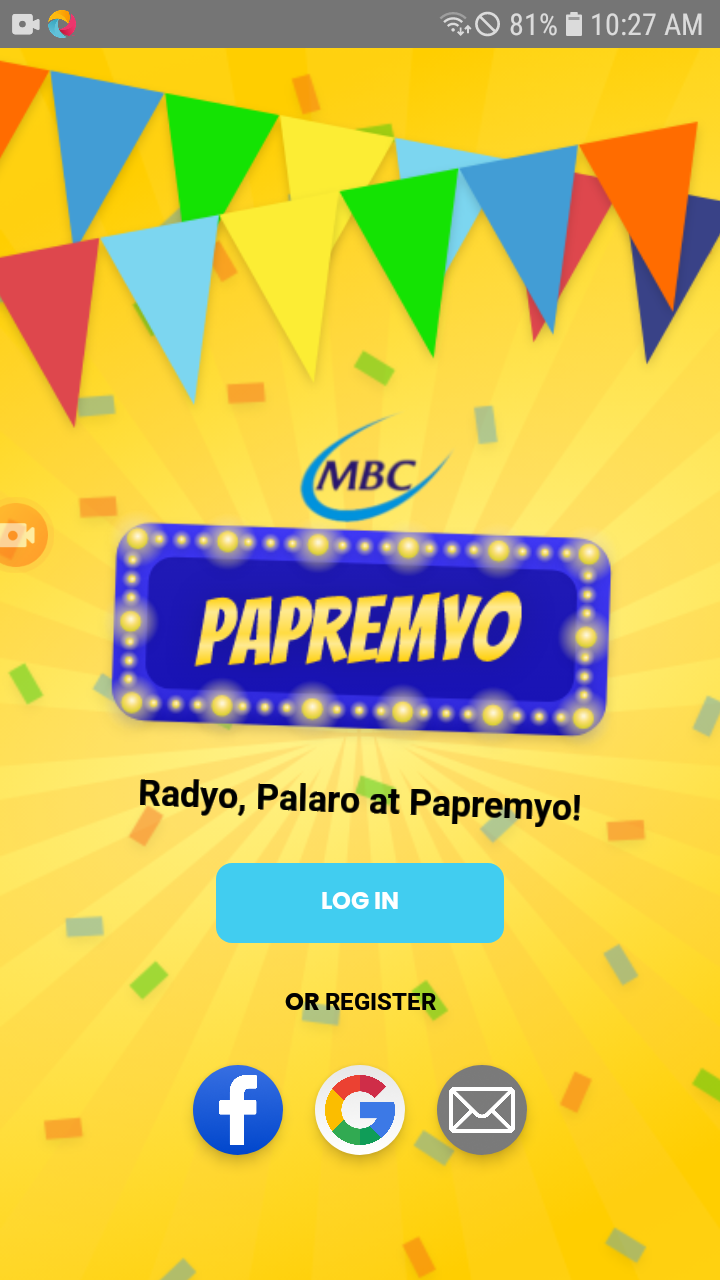 81% 10:27 AM
MBC
PAPREMYO
Radyo, Palaro at Papremyo!
LOG IN
OR REGISTER